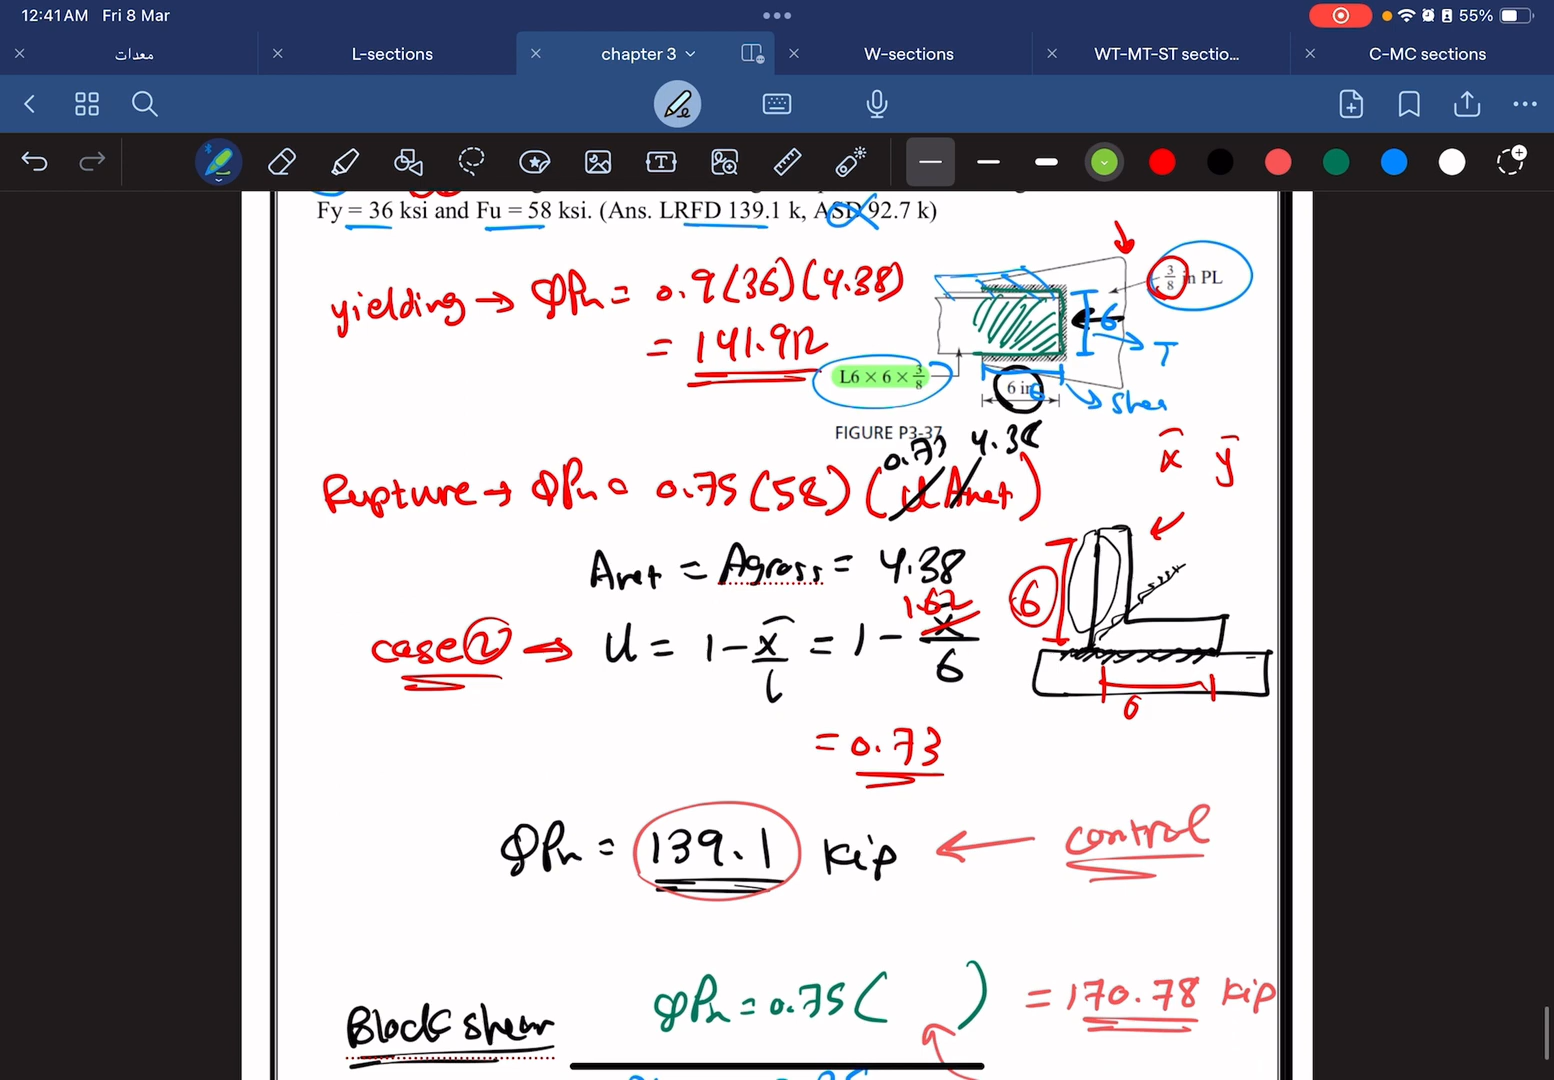 12:41 AM Fri 8 Mar
55%
معدات
L-sections
chapter 3
W-sections
WT-MT-ST sectio...
C-MC sections
Fy = 36 ksi and Fu = 58 ksi. (Ans. LRFD 139.1 k, ASD 92.7 k)
yielding → ΦPn = 0.9(36)(4.38)
= 141.912
3/8 in PL
6
T
L6 × 6 × 3/8
6 in
6
Shea
FIGURE P3-37
0.73 4.38
x̄ ȳ
Rupture → ΦPn = 0.75 (58) (U Anet)
Anet = Agross = 4.38
case 2 ⇒ U = 1 - x̄/l = 1 - 1.62/6
6
6
= 0.73
ΦPn = 139.1 kip ← control
Block shear
ΦPn = 0.75 ( ) = 170.78 kip